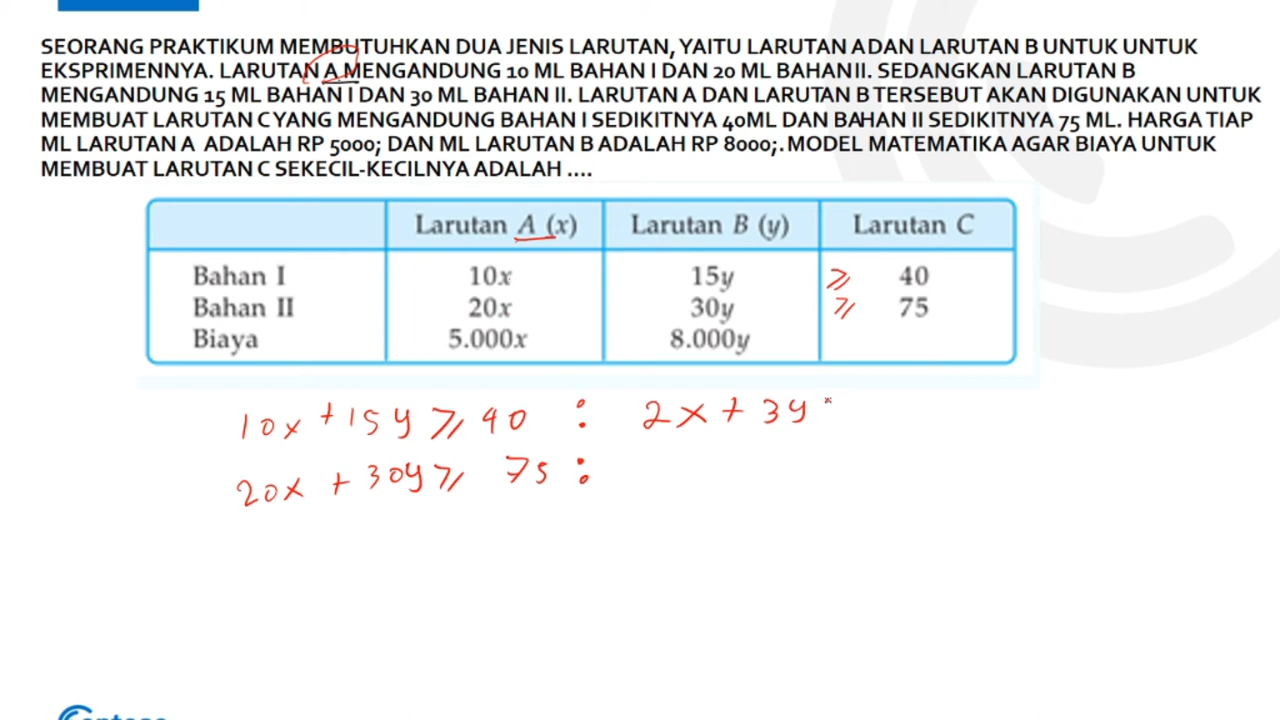 SEORANG PRAKTIKUM MEMBUTUHKAN DUA JENIS LARUTAN, YAITU LARUTAN A DAN LARUTAN B UNTUK UNTUK
EKSPRIMENNYA. LARUTAN A MENGANDUNG 10 ML BAHAN I DAN 20 ML BAHAN II. SEDANGKAN LARUTAN B
MENGANDUNG 15 ML BAHAN I DAN 30 ML BAHAN II. LARUTAN A DAN LARUTAN B TERSEBUT AKAN DIGUNAKAN UNTUK
MEMBUAT LARUTAN C YANG MENGANDUNG BAHAN I SEDIKITNYA 40ML DAN BAHAN II SEDIKITNYA 75 ML. HARGA TIAP
ML LARUTAN A ADALAH RP 5000; DAN ML LARUTAN B ADALAH RP 8000;. MODEL MATEMATIKA AGAR BIAYA UNTUK
MEMBUAT LARUTAN C SEKECIL-KECILNYA ADALAH ....
Larutan A (x) Larutan B (y) Larutan C
Bahan I 10x 15y ≥ 40
Bahan II 20x 30y ≥ 75
Biaya 5.000x 8.000y
10x + 15y ≥ 40 : 2x + 3y
20x + 30y ≥ 75 :